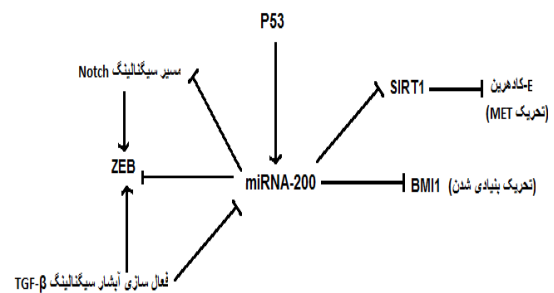 P53
مسیر سیگنالینگ Notch
SIRT1
E-کادهرین
(تحریک MET)
ZEB
miRNA-200
BMI1 (تحریک بنیادی شدن)
فعال سازی آبشار سیگنالینگ TGF-β